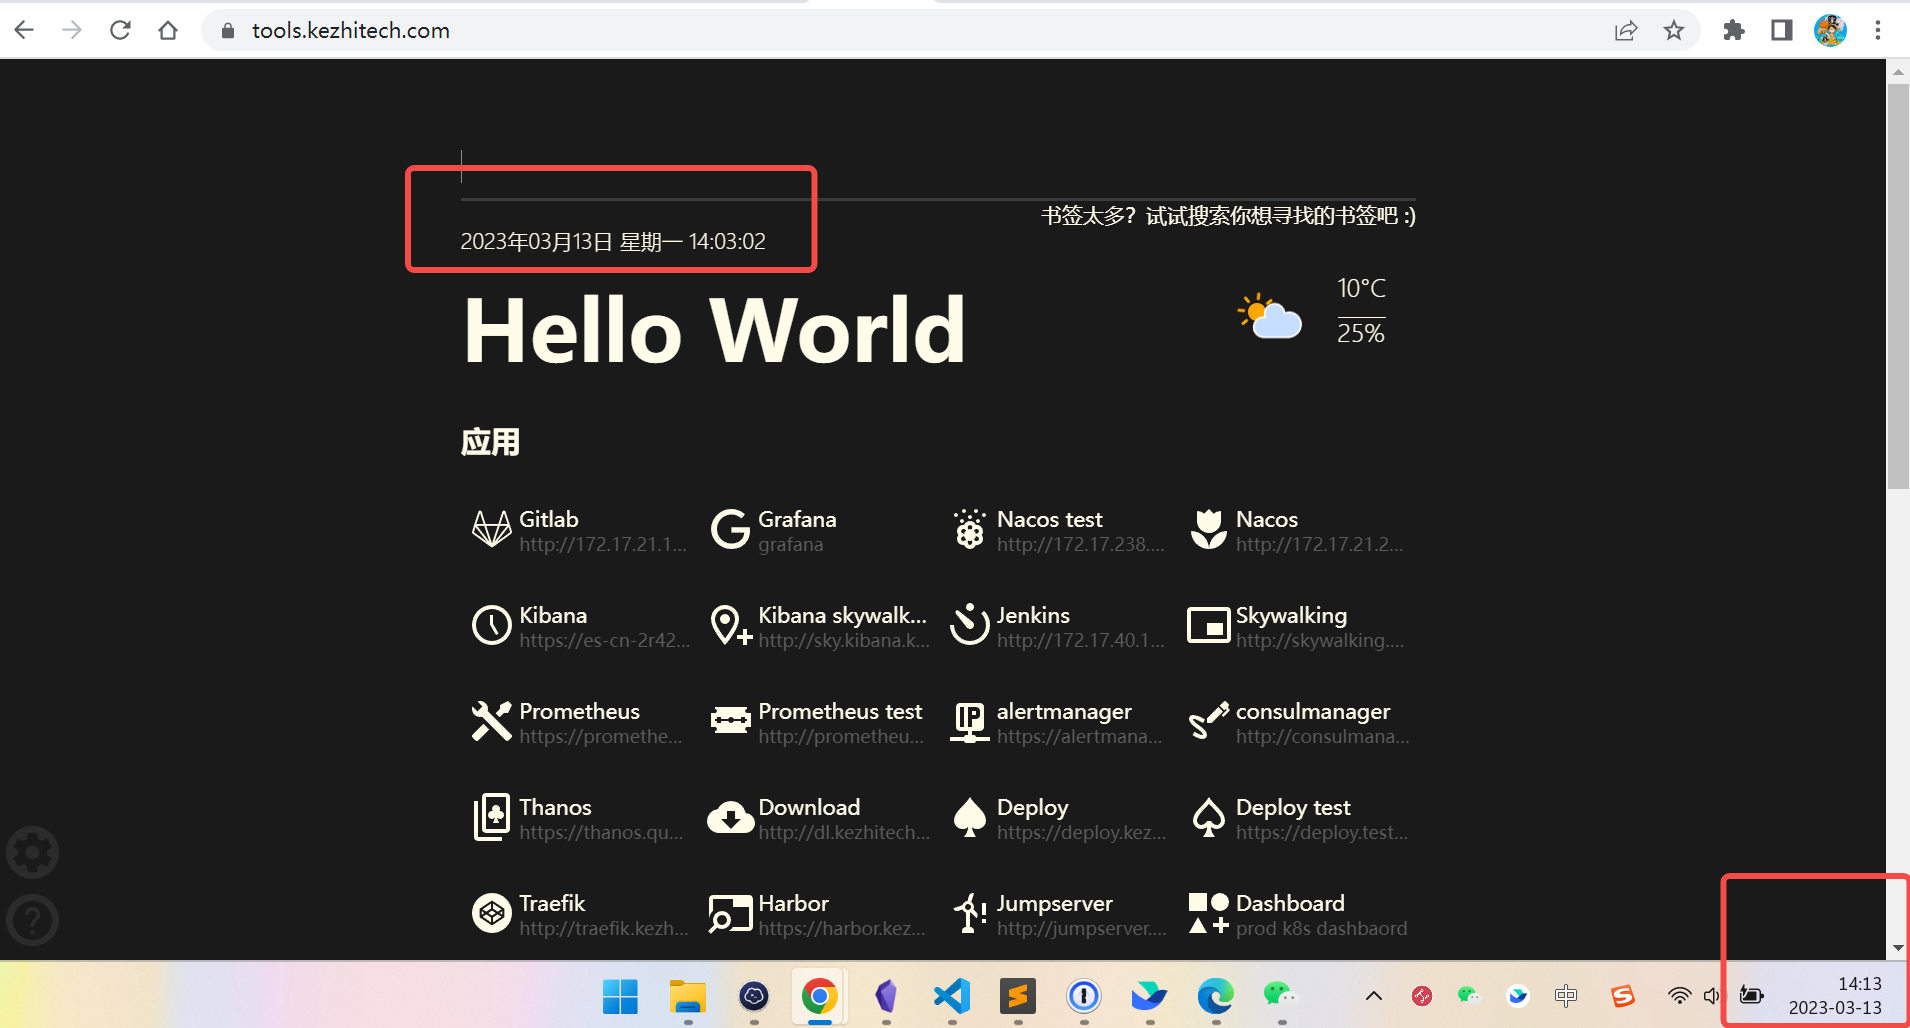 tools.kezhitech.com
书签太多？试试搜索你想寻找的书签吧 :)
2023年03月13日 星期一 14:03:02
Hello World
10°C
25%
应用
Gitlab
http://172.17.21.1...
Grafana
grafana
Nacos test
http://172.17.238....
Nacos
http://172.17.21.2...
Kibana
https://es-cn-2r42...
Kibana skywalk...
http://sky.kibana.k...
Jenkins
http://172.17.40.1...
Skywalking
http://skywalking....
Prometheus
https://promethe...
Prometheus test
http://prometheu...
alertmanager
https://alertmana...
consulmanager
http://consulmana...
Thanos
https://thanos.qu...
Download
http://dl.kezhitech...
Deploy
https://deploy.kez...
Deploy test
https://deploy.test...
Traefik
http://traefik.kezh...
Harbor
https://harbor.kez...
Jumpserver
http://jumpserver....
Dashboard
prod k8s dashbaord
中
14:13
2023-03-13